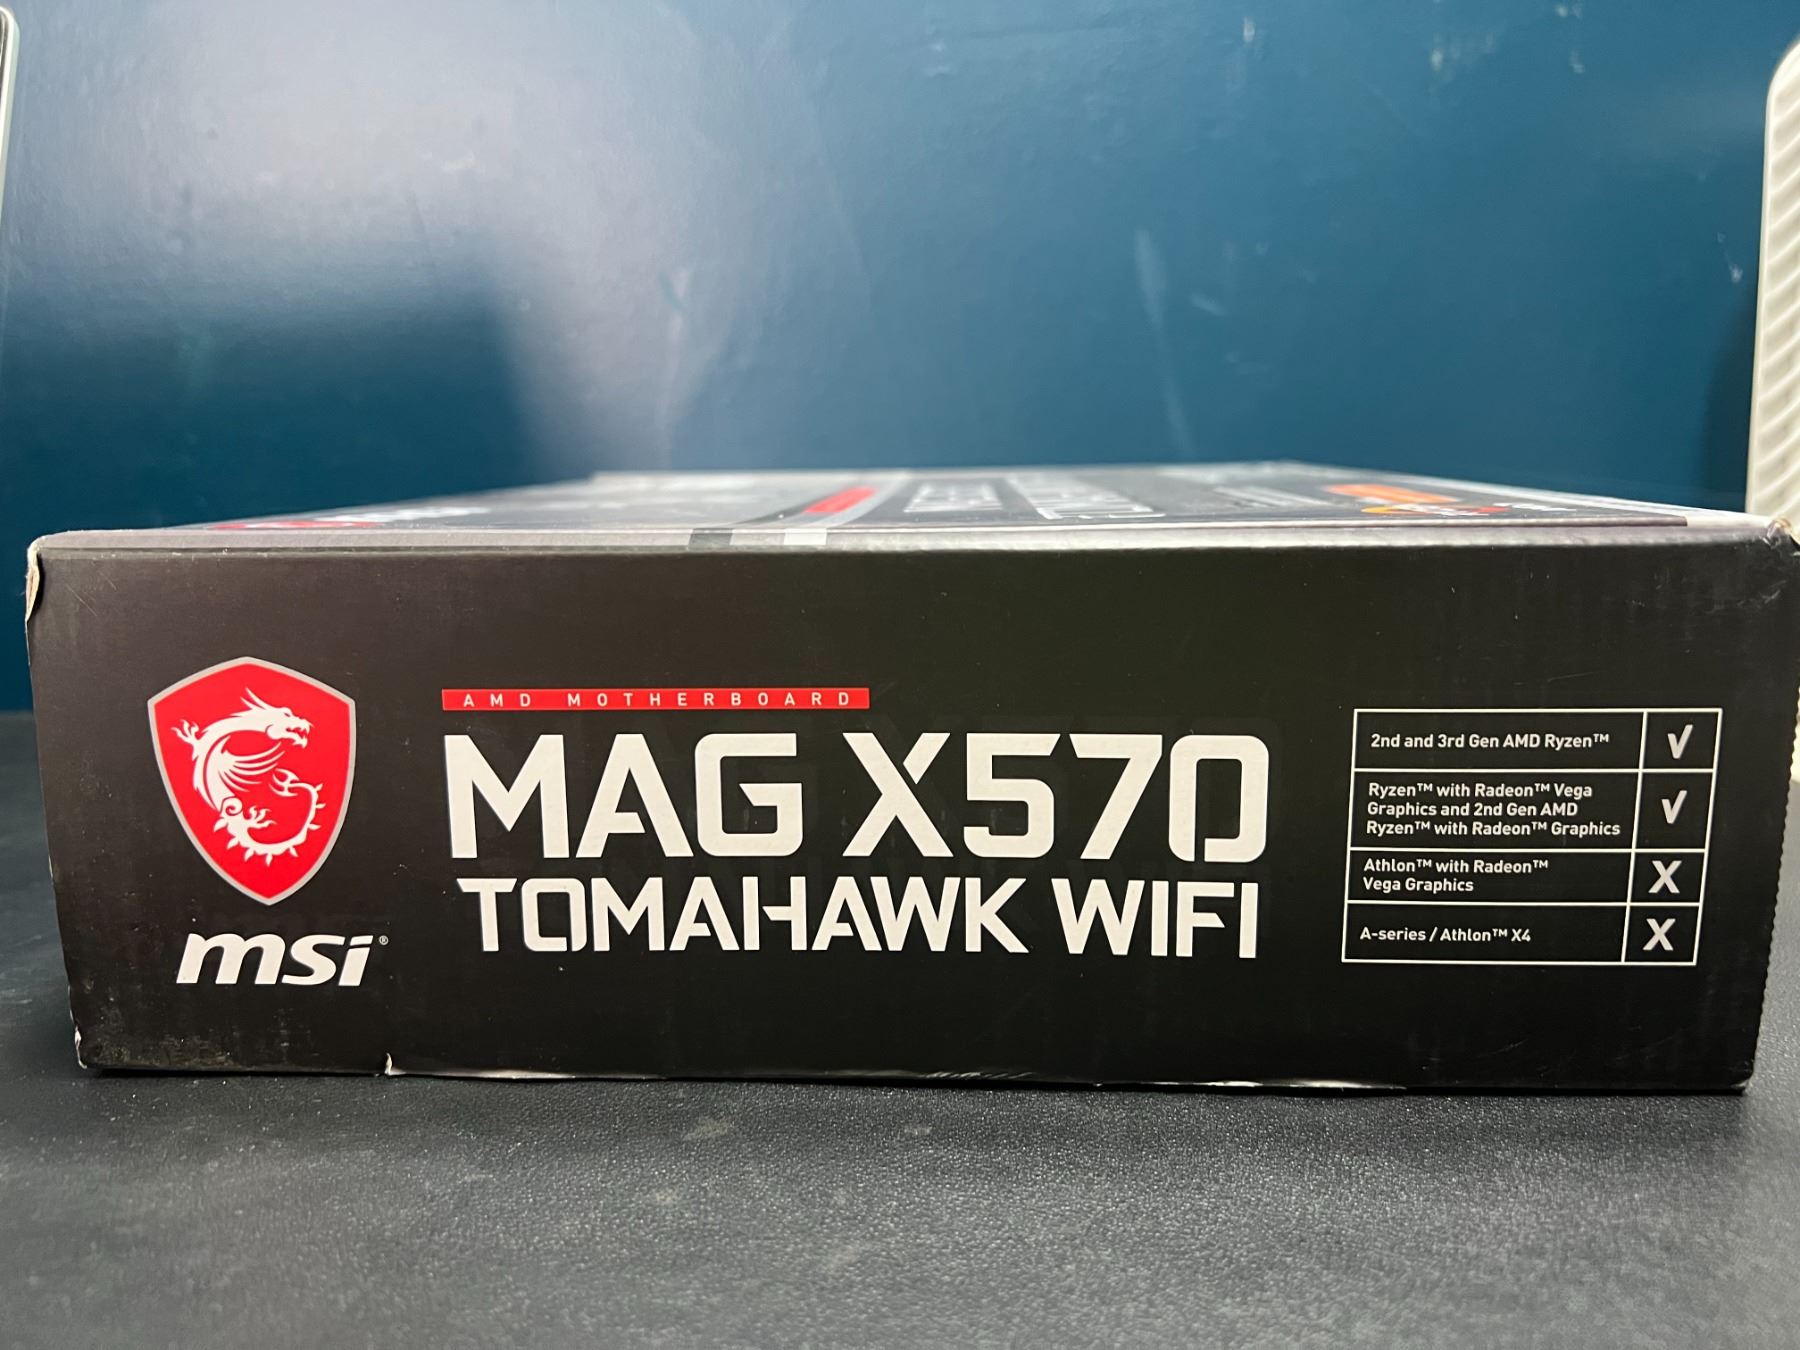 msi®
AMD MOTHERBOARD
MAG X570
TOMAHAWK WIFI
2nd and 3rd Gen AMD Ryzen™ √
Ryzen™ with Radeon™ Vega
Graphics and 2nd Gen AMD
Ryzen™ with Radeon™ Graphics √
Athlon™ with Radeon™
Vega Graphics X
A-series / Athlon™ X4 X